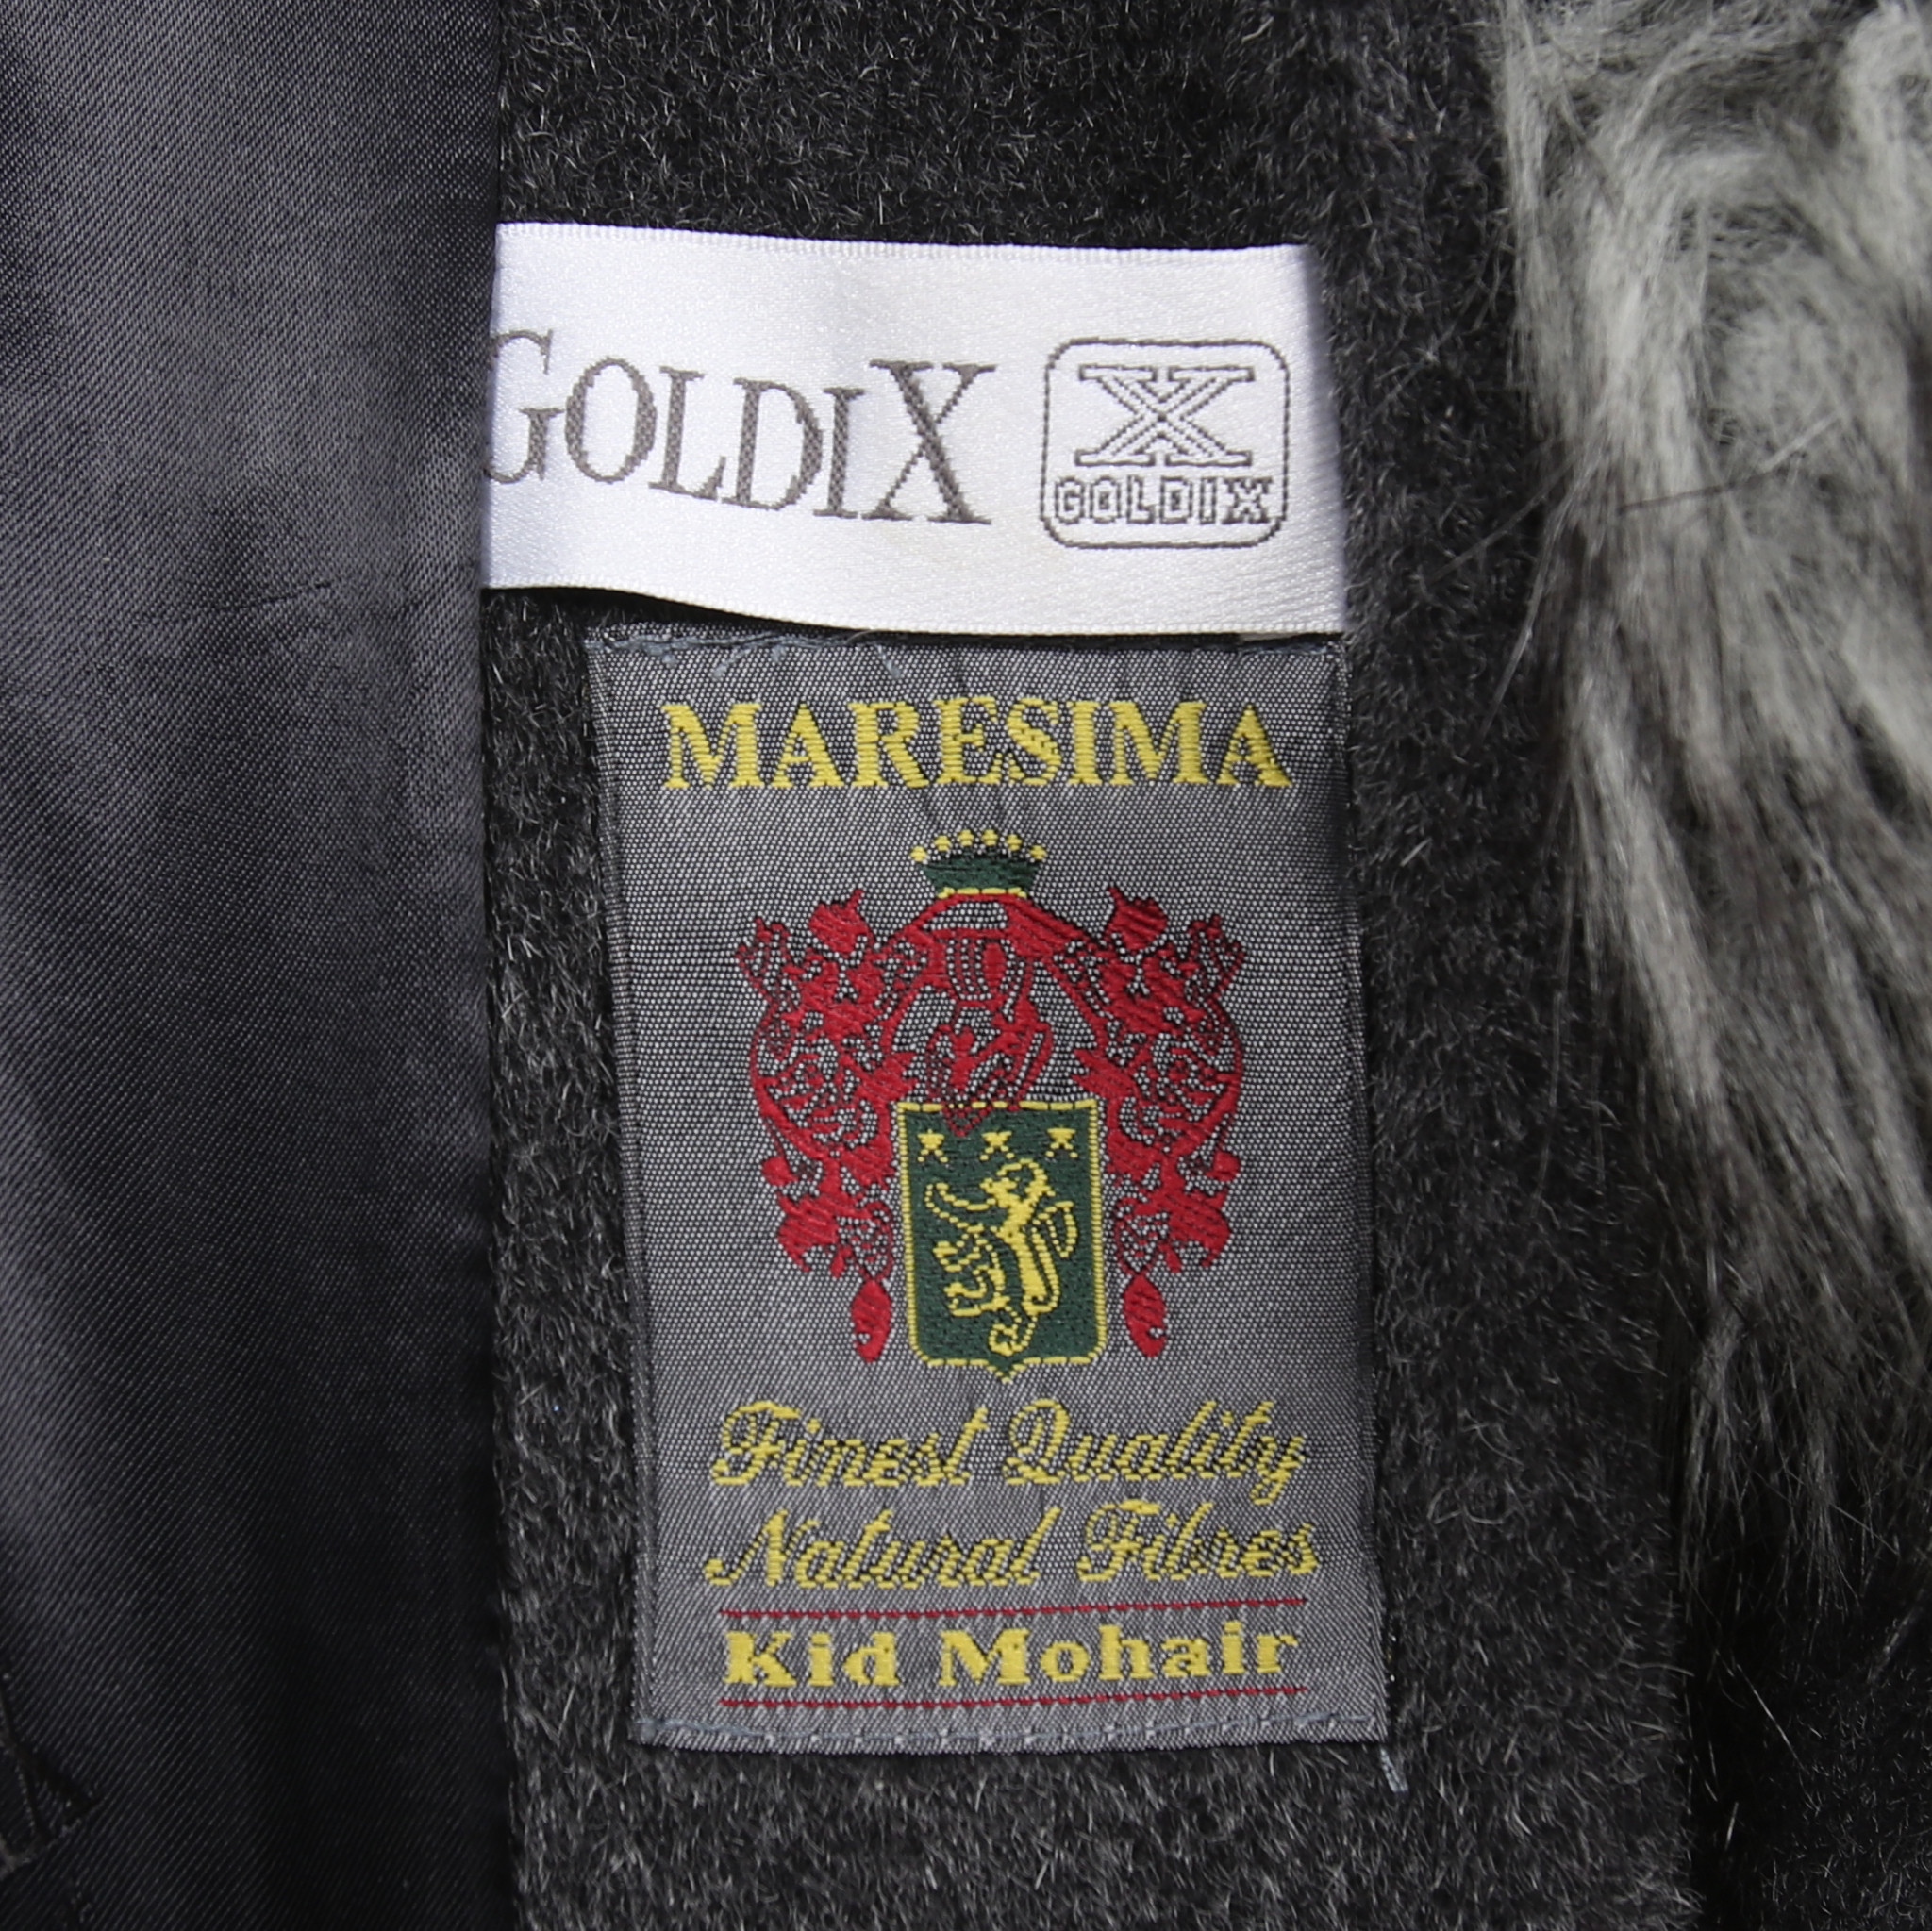 GOLDIX
X
GOLDIX
MARESIMA
Finest Quality
Natural Fibres
Kid Mohair